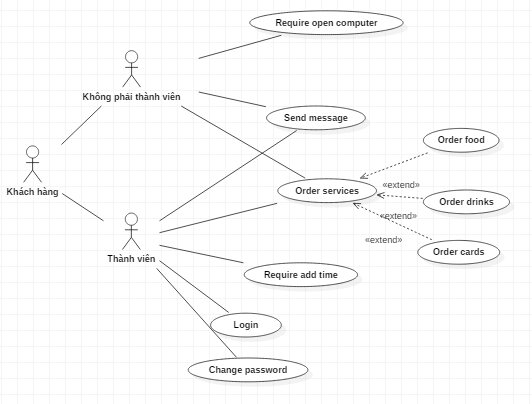 Require open computer
Không phải thành viên
Send message
Order food
Khách hàng
Order services
«extend»
Order drinks
«extend»
«extend»
Order cards
Thành viên
Require add time
Login
Change password